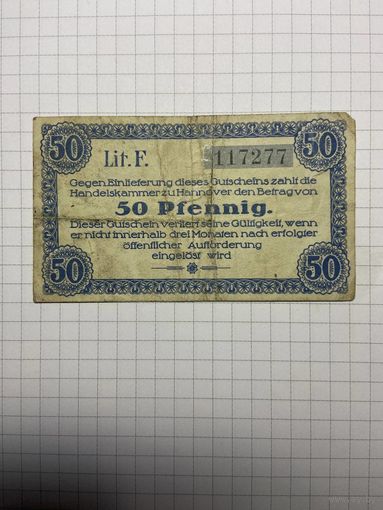 50 50
Lit. F. 117277
Gegen Einlieferung dieses Gutscheins zahlt die
Handelskammer zu Hannover den Betrag von
50 Pfennig.
Dieser Gutschein verliert seine Gültigkeit, wenn
er nicht innerhalb drei Monaten nach erfolgter
öffentlicher Aufforderung
eingelöst wird
50 50